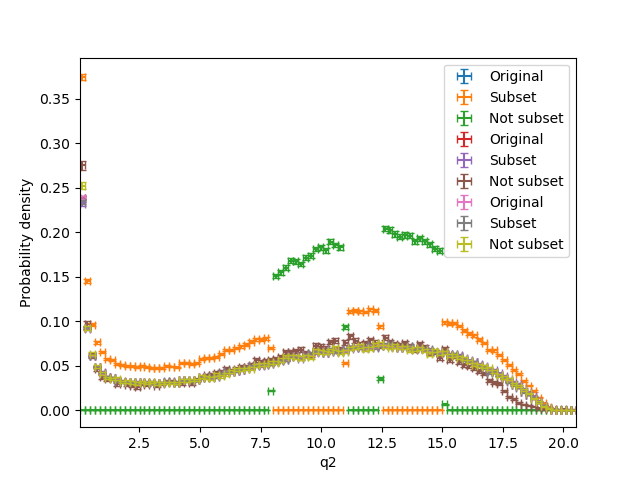 Original
Subset
Not subset
Original
Subset
Not subset
Original
Subset
Not subset
0.35
0.30
0.25
0.20
0.15
0.10
0.05
0.00
Probability density
2.5 5.0 7.5 10.0 12.5 15.0 17.5 20.0
q2